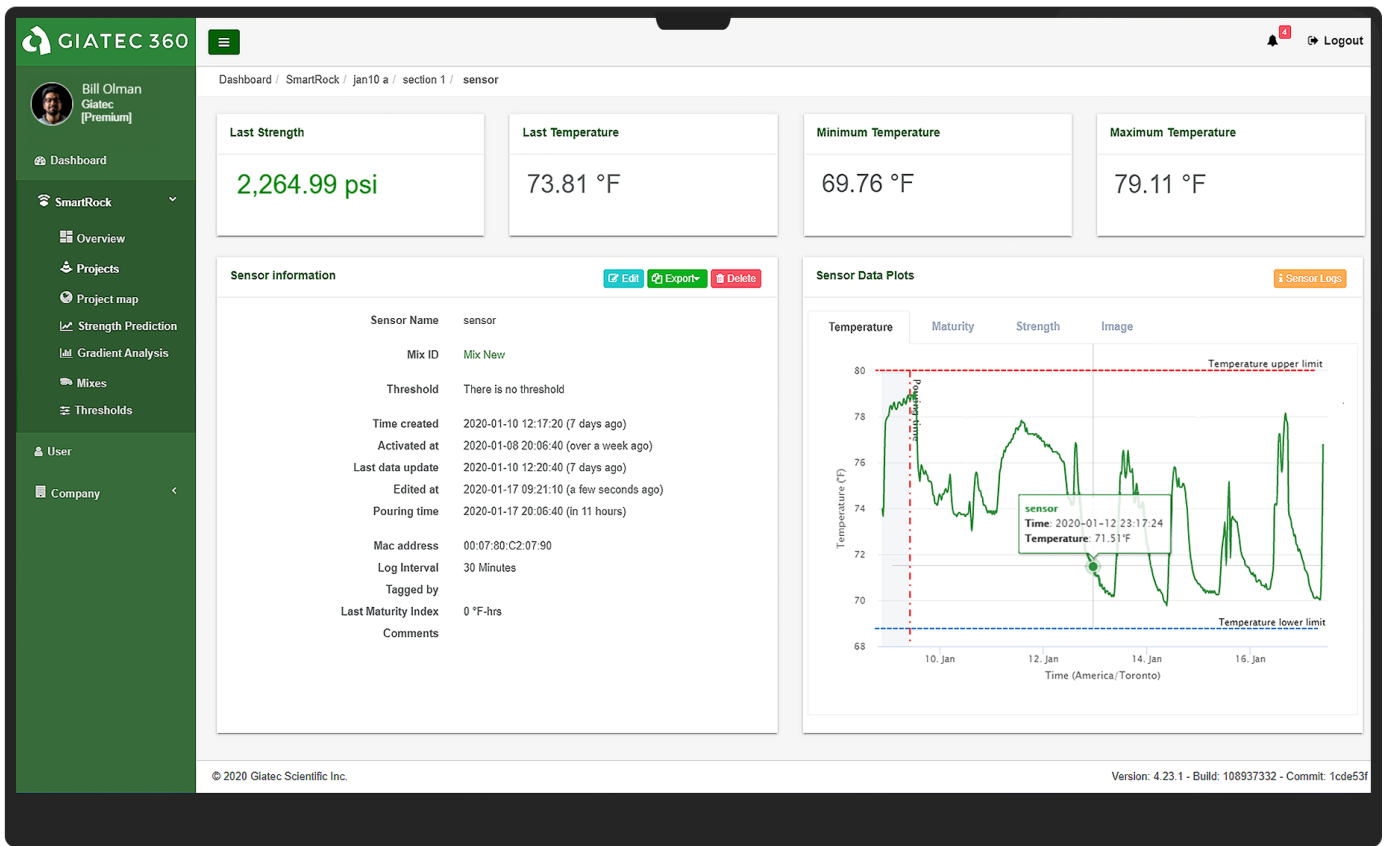 GIATEC 360
4
Logout
Bill Olman
Giatec
[Premium]
Dashboard
SmartRock
Overview
Projects
Project map
Strength Prediction
Gradient Analysis
Mixes
Thresholds
User
Company
Dashboard / SmartRock / jan10 a / section 1 / sensor
Last Strength
2,264.99 psi
Last Temperature
73.81 °F
Minimum Temperature
69.76 °F
Maximum Temperature
79.11 °F
Sensor information
Edit Export Delete
Sensor Name sensor
Mix ID Mix New
Threshold There is no threshold
Time created 2020-01-10 12:17:20 (7 days ago)
Activated at 2020-01-08 20:06:40 (over a week ago)
Last data update 2020-01-10 12:20:40 (7 days ago)
Edited at 2020-01-17 09:21:10 (a few seconds ago)
Pouring time 2020-01-17 20:06:40 (in 11 hours)
Mac address 00:07:80:C2:07:90
Log Interval 30 Minutes
Tagged by
Last Maturity Index 0 °F-hrs
Comments
Sensor Data Plots
Sensor Logs
Temperature Maturity Strength Image
Temperature upper limit
Pouring time
80
78
76
74
72
70
68
Temperature (°F)
sensor
Time: 2020-01-12 23:17:24
Temperature: 71.51°F
Temperature lower limit
10. Jan 12. Jan 14. Jan 16. Jan
Time (America/Toronto)
© 2020 Giatec Scientific Inc.
Version: 4.23.1 - Build: 108937332 - Commit: 1cde53f